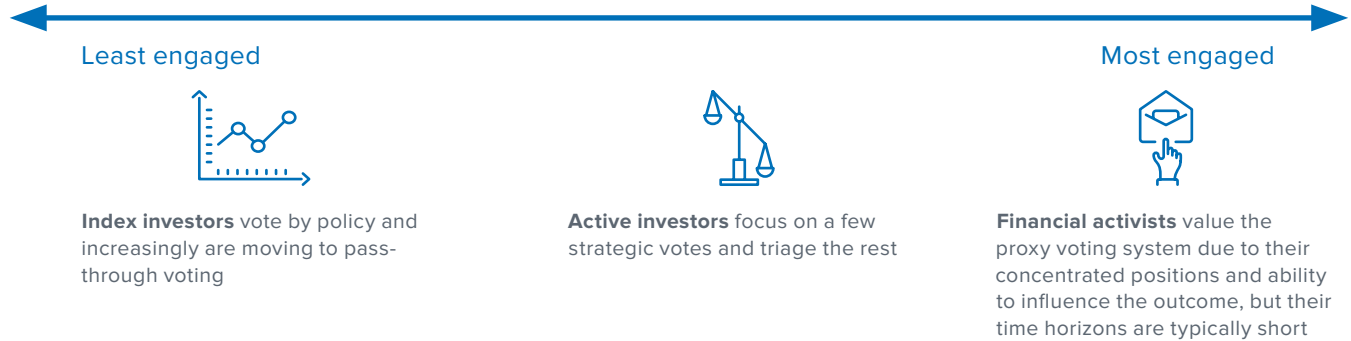 Least engaged
Most engaged
Index investors vote by policy and
increasingly are moving to pass-
through voting
Active investors focus on a few
strategic votes and triage the rest
Financial activists value the
proxy voting system due to their
concentrated positions and ability
to influence the outcome, but their
time horizons are typically short